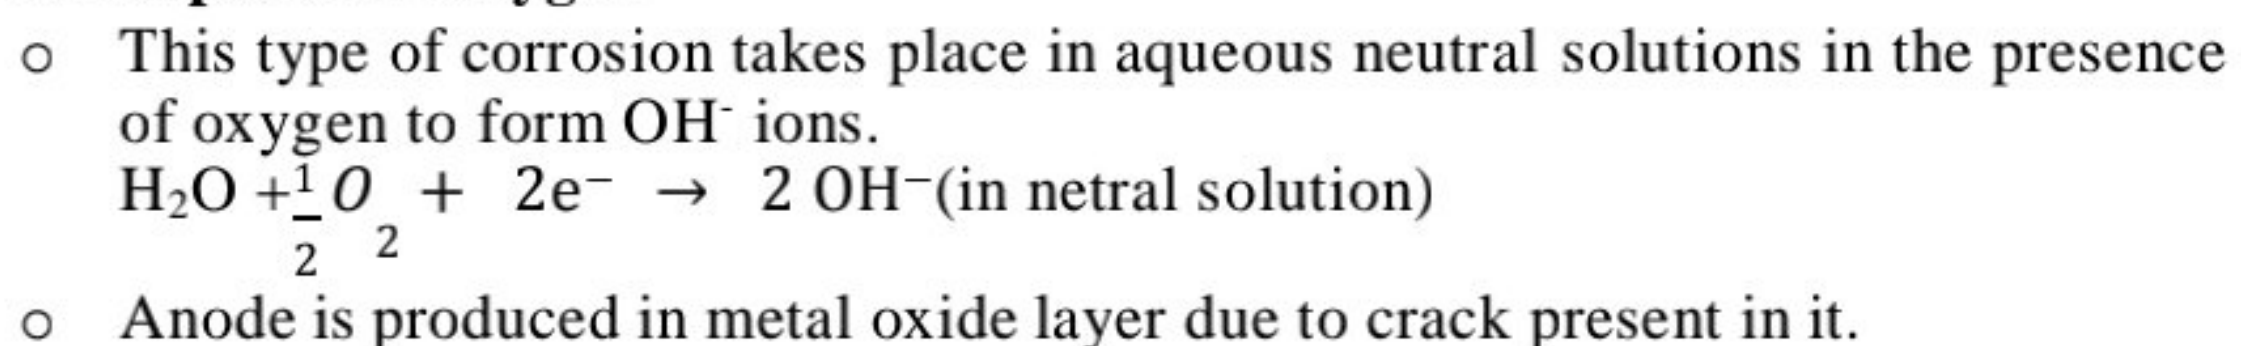 ○ This type of corrosion takes place in aqueous neutral solutions in the presence
of oxygen to form OH⁻ ions.
H₂O + ½ O₂ + 2e⁻ → 2 OH⁻(in netral solution)
○ Anode is produced in metal oxide layer due to crack present in it.